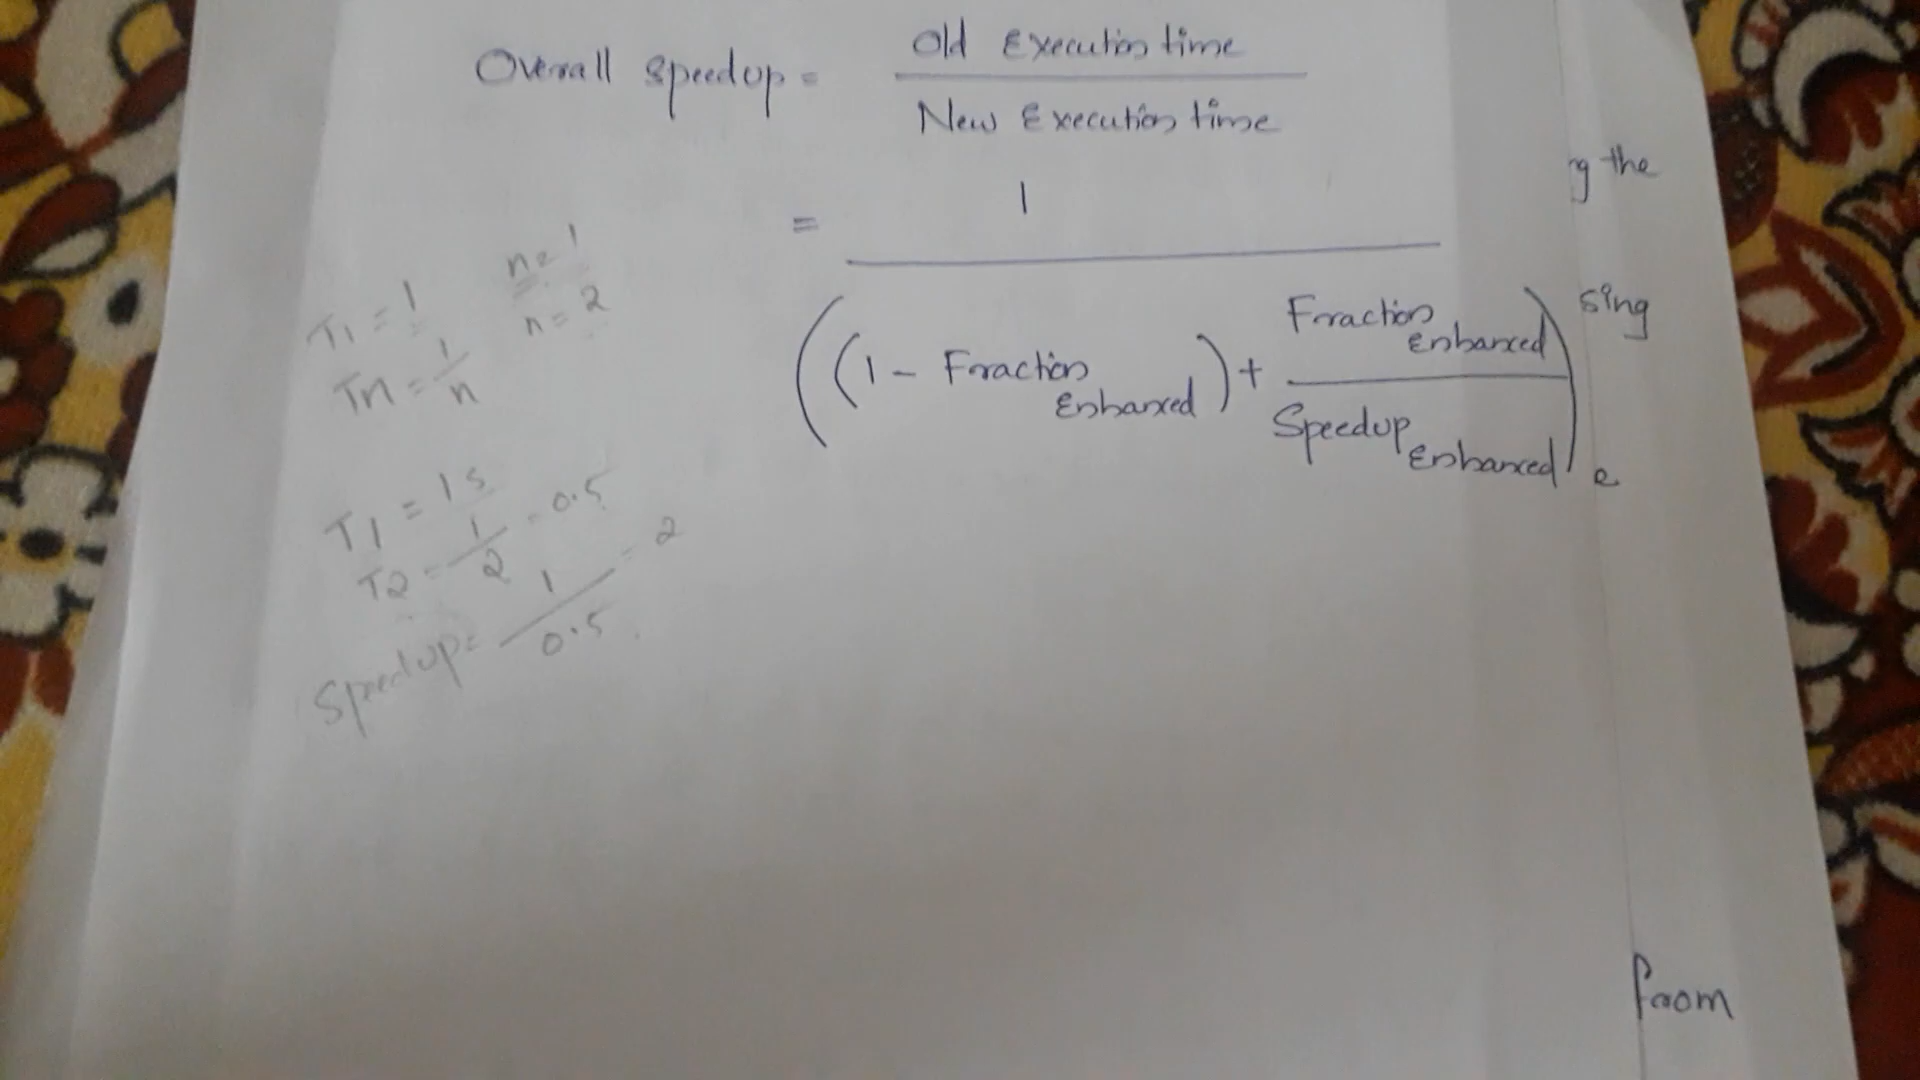 Overall speedup = Old Execution time
New Execution time
= 1
((1 - Fraction Enhanced) + Fraction Enhanced
Speedup Enhanced)
T1 = 1
n = 1
n = 2
Tn = 1/n
T1 = 1s
T2 = 1/2 = 0.5
Speedup = 1/0.5 = 2
the
sing
from